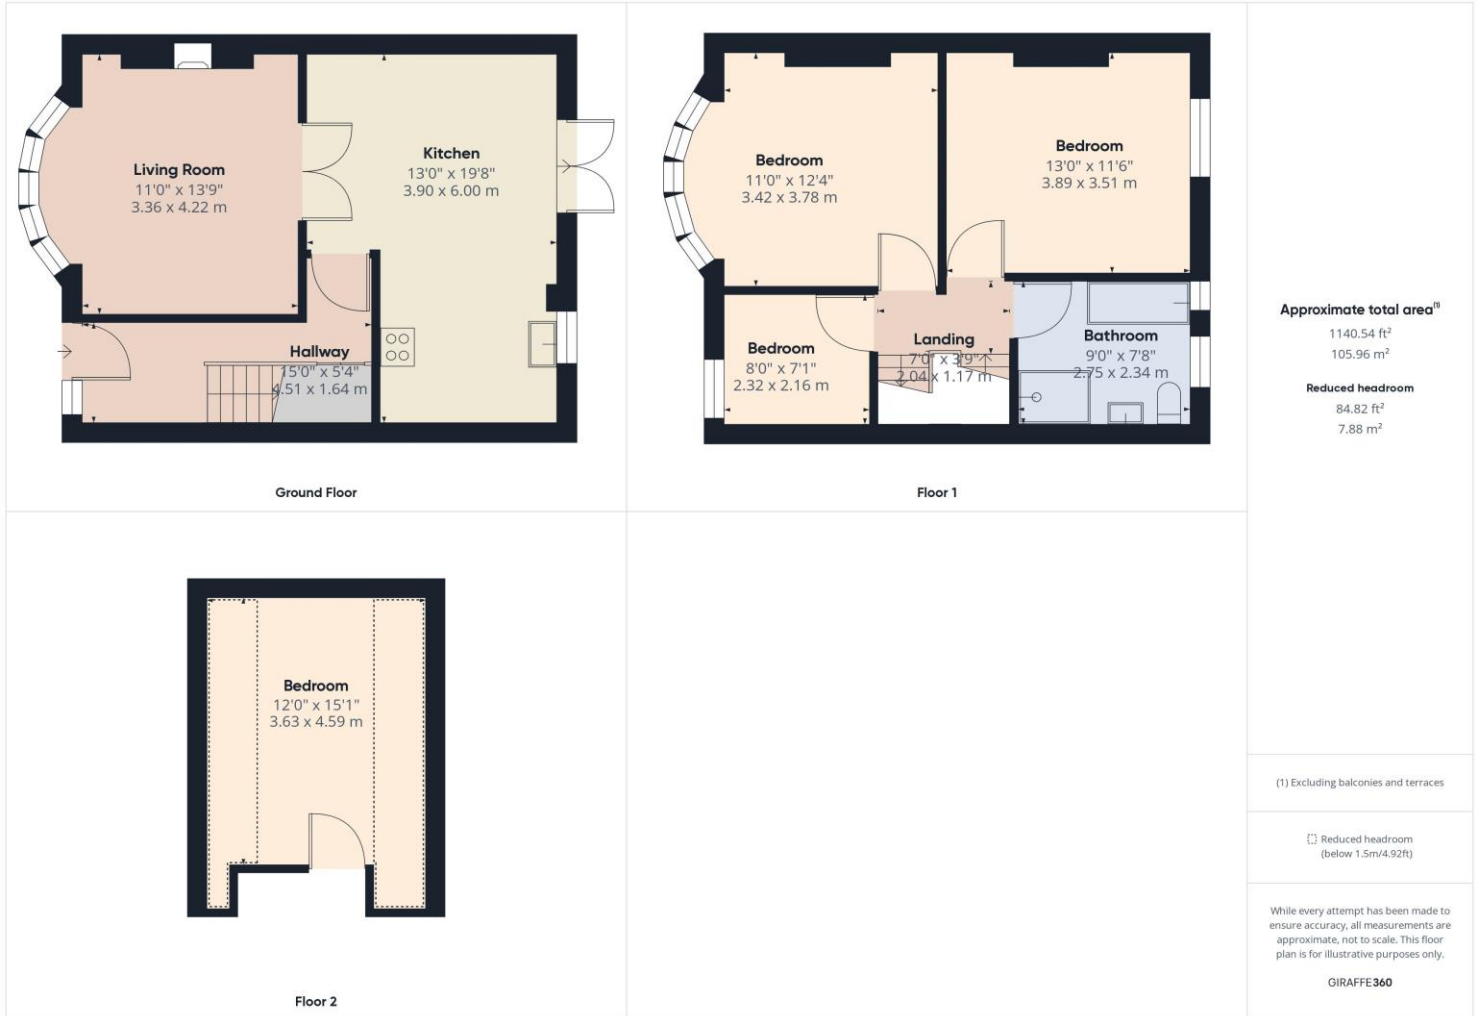 Living Room
11'0" x 13'9"
3.36 x 4.22 m
Kitchen
13'0" x 19'8"
3.90 x 6.00 m
Hallway
15'0" x 5'4"
4.51 x 1.64 m
Ground Floor
Bedroom
11'0" x 12'4"
3.42 x 3.78 m
Bedroom
13'0" x 11'6"
3.89 x 3.51 m
Bedroom
8'0" x 7'1"
2.32 x 2.16 m
Landing
7'0" x 3'9"
2.04 x 1.17 m
Bathroom
9'0" x 7'8"
2.75 x 2.34 m
Floor 1
Bedroom
12'0" x 15'1"
3.63 x 4.59 m
Floor 2
Approximate total area⁽¹⁾
1140.54 ft²
105.96 m²
Reduced headroom
84.82 ft²
7.88 m²
(1) Excluding balconies and terraces
Reduced headroom
(below 1.5m/4.92ft)
While every attempt has been made to
ensure accuracy, all measurements are
approximate, not to scale. This floor
plan is for illustrative purposes only.
GIRAFFE360